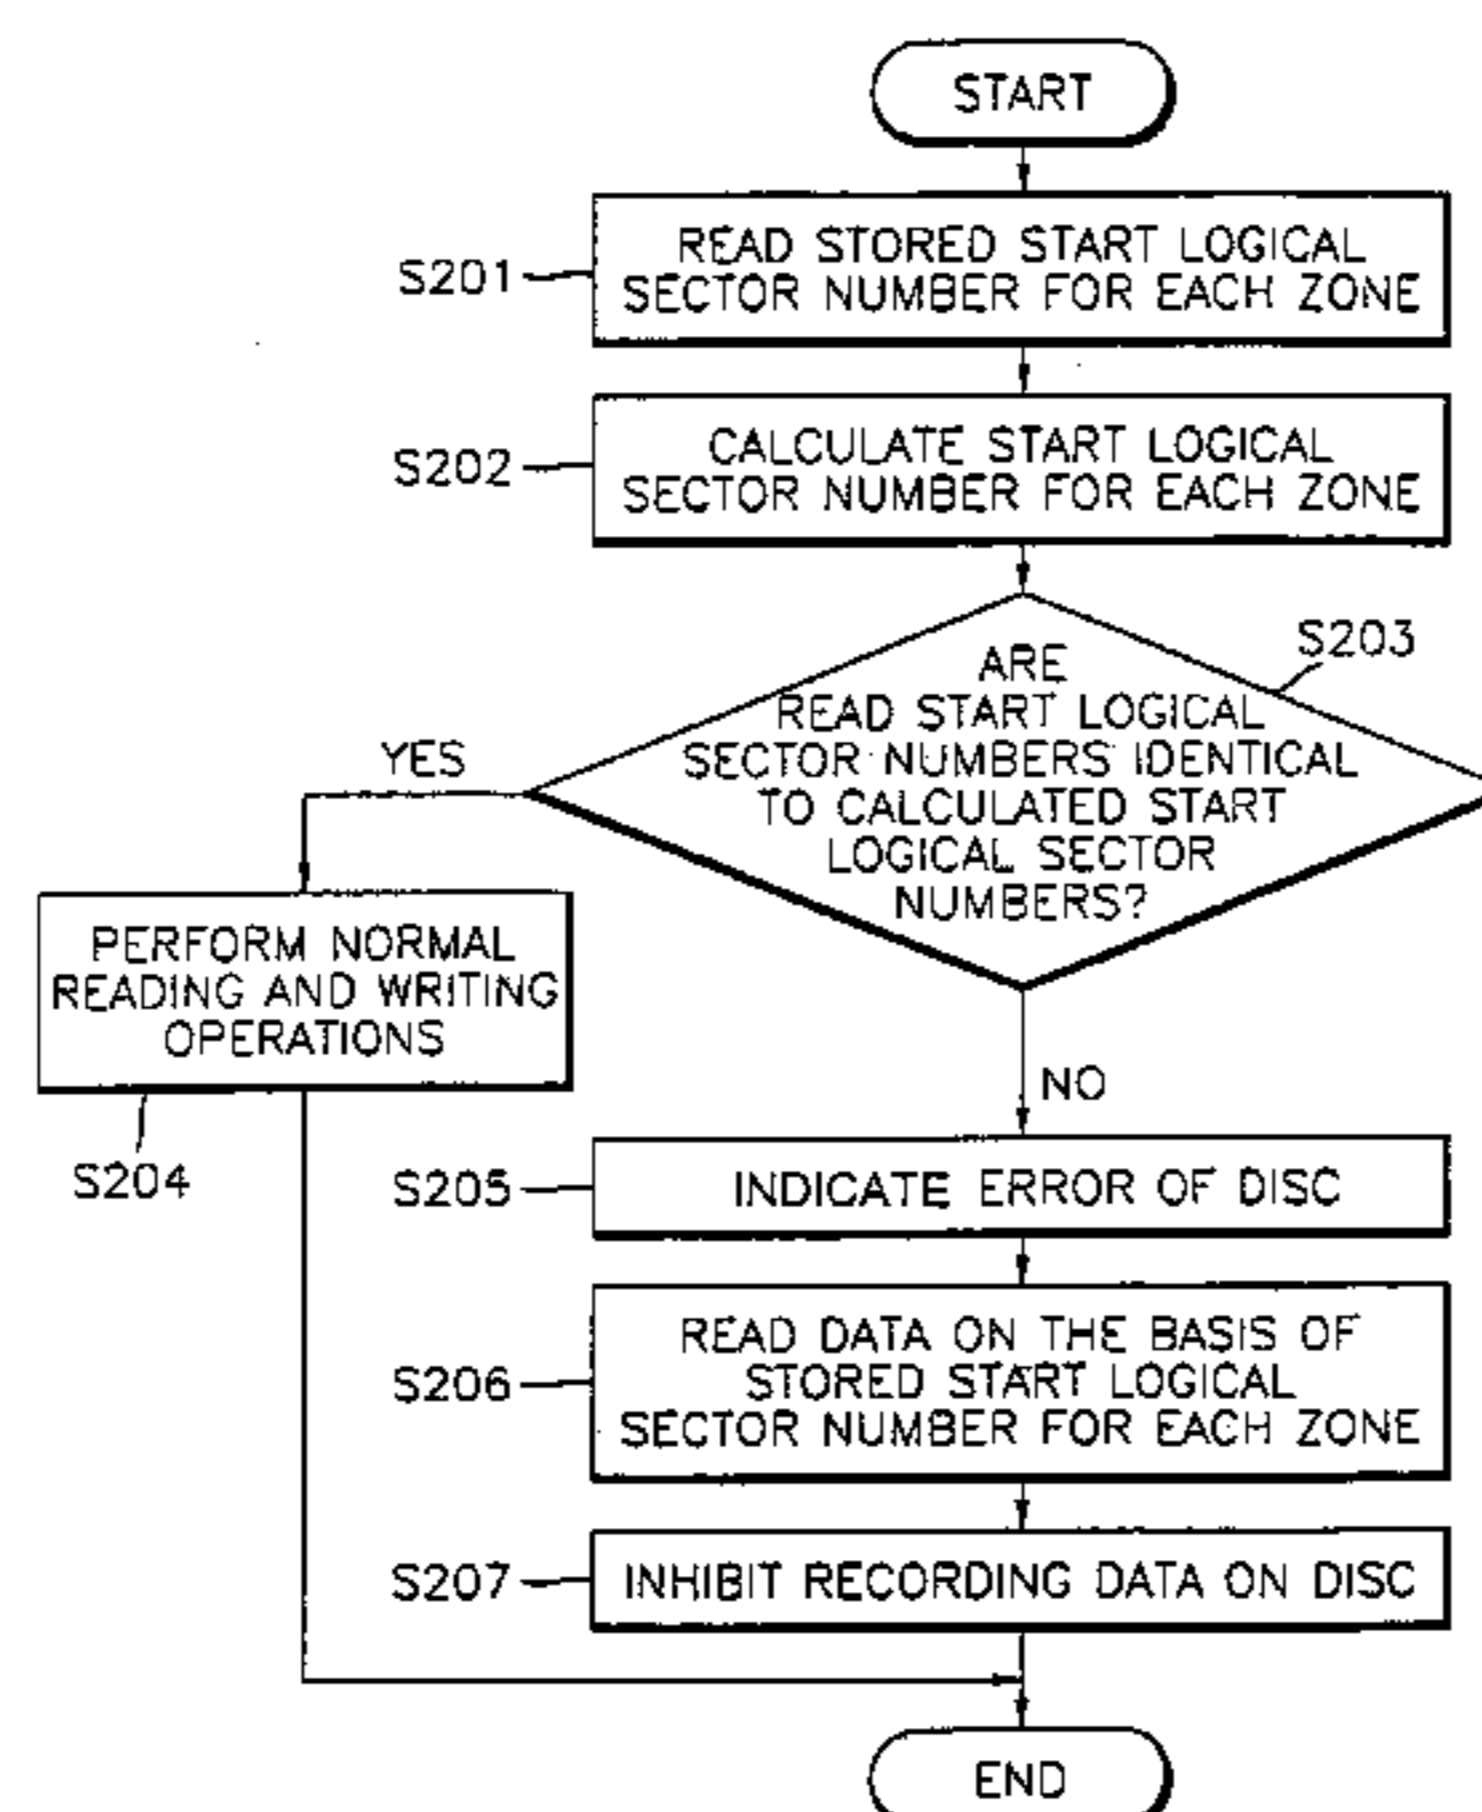 START
S201
READ STORED START LOGICAL
SECTOR NUMBER FOR EACH ZONE
S202
CALCULATE START LOGICAL
SECTOR NUMBER FOR EACH ZONE
S203
ARE
READ START LOGICAL
SECTOR NUMBERS IDENTICAL
TO CALCULATED START
LOGICAL SECTOR
NUMBERS?
YES
PERFORM NORMAL
READING AND WRITING
OPERATIONS
S204
NO
S205
INDICATE ERROR OF DISC
S206
READ DATA ON THE BASIS OF
STORED START LOGICAL
SECTOR NUMBER FOR EACH ZONE
S207
INHIBIT RECORDING DATA ON DISC
END